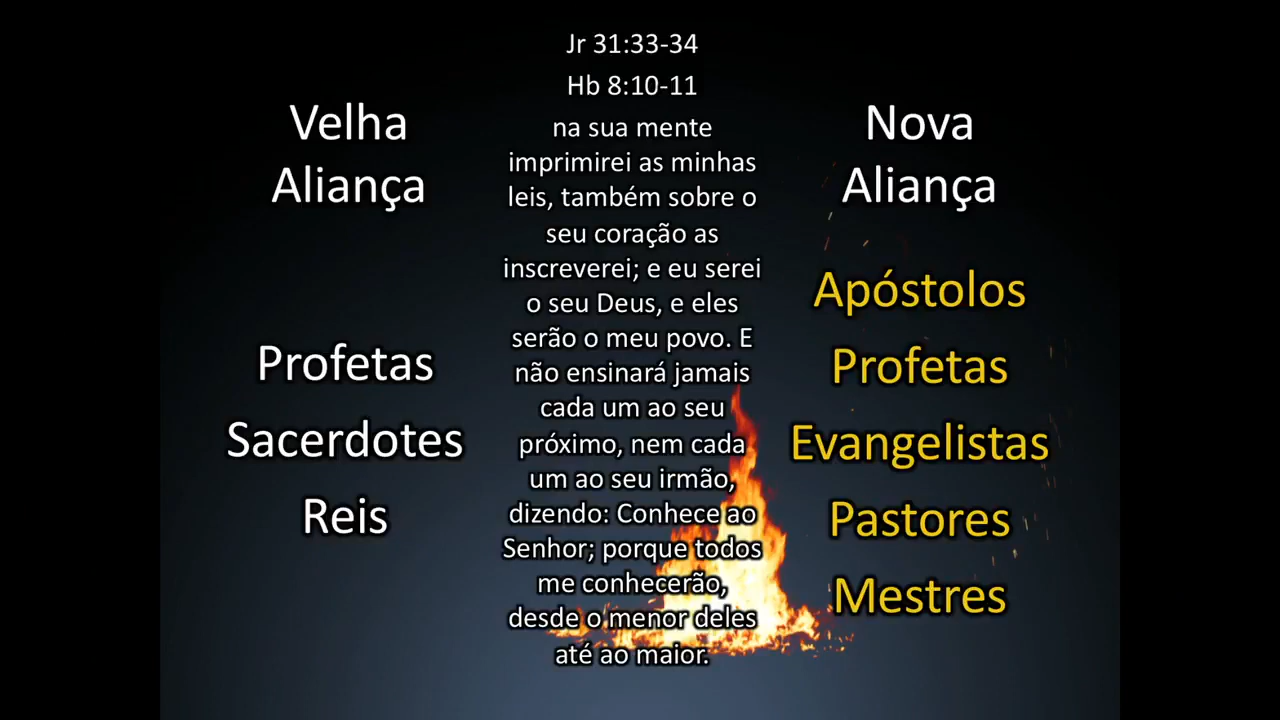 Velha
Aliança
Profetas
Sacerdotes
Reis
Jr 31:33-34
Hb 8:10-11
na sua mente
imprimirei as minhas
leis, também sobre o
seu coração as
inscreverei; e eu serei
o seu Deus, e eles
serão o meu povo. E
não ensinará jamais
cada um ao seu
próximo, nem cada
um ao seu irmão,
dizendo: Conhece ao
Senhor; porque todos
me conhecerão,
desde o menor deles
até ao maior.
Nova
Aliança
Apóstolos
Profetas
Evangelistas
Pastores
Mestres